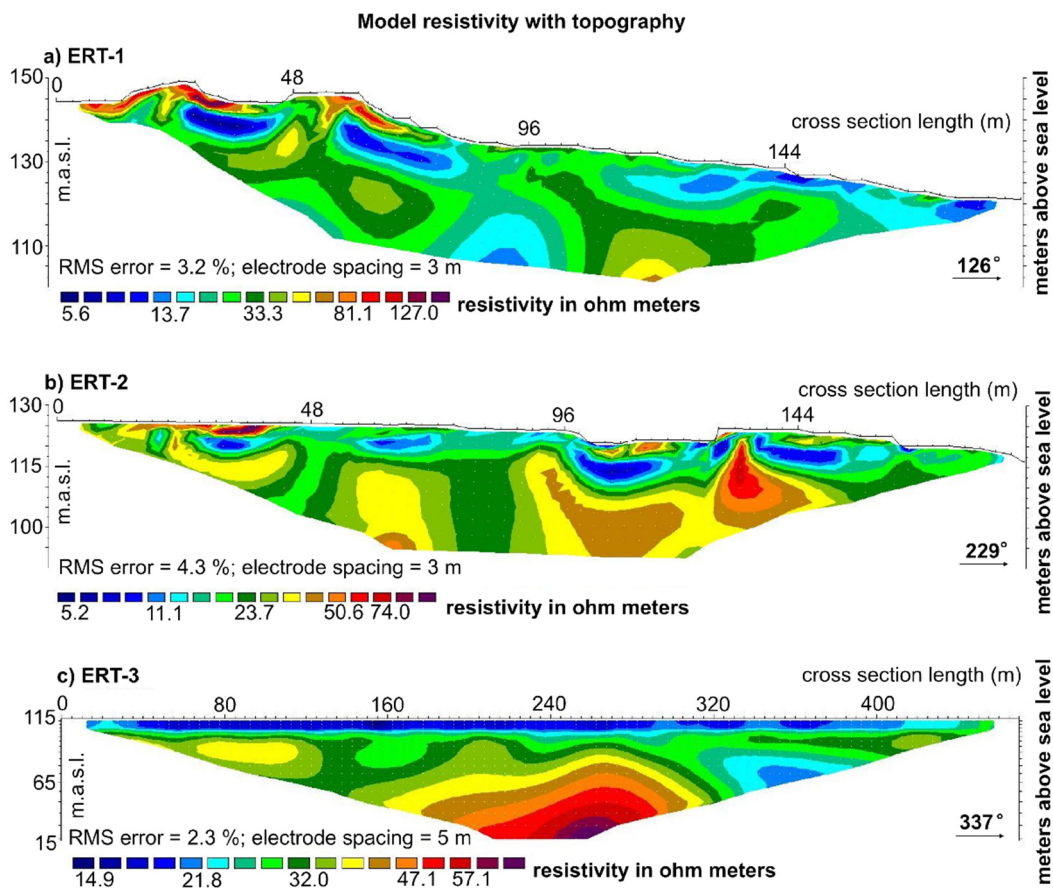 Model resistivity with topography
a) ERT-1
150
0
48
cross section length (m)
96
144
130
110
m.a.s.l.
meters above sea level
RMS error = 3.2 %; electrode spacing = 3 m
126°
5.6 13.7 33.3 81.1 127.0 resistivity in ohm meters
b) ERT-2
cross section length (m)
130
0
48
96
144
115
100
m.a.s.l.
meters above sea level
RMS error = 4.3 %; electrode spacing = 3 m
229°
5.2 11.1 23.7 50.6 74.0 resistivity in ohm meters
c) ERT-3
cross section length (m)
0 80 160 240 320 400
115
65
15
m.a.s.l.
meters above sea level
RMS error = 2.3 %; electrode spacing = 5 m
337°
14.9 21.8 32.0 47.1 57.1 resistivity in ohm meters